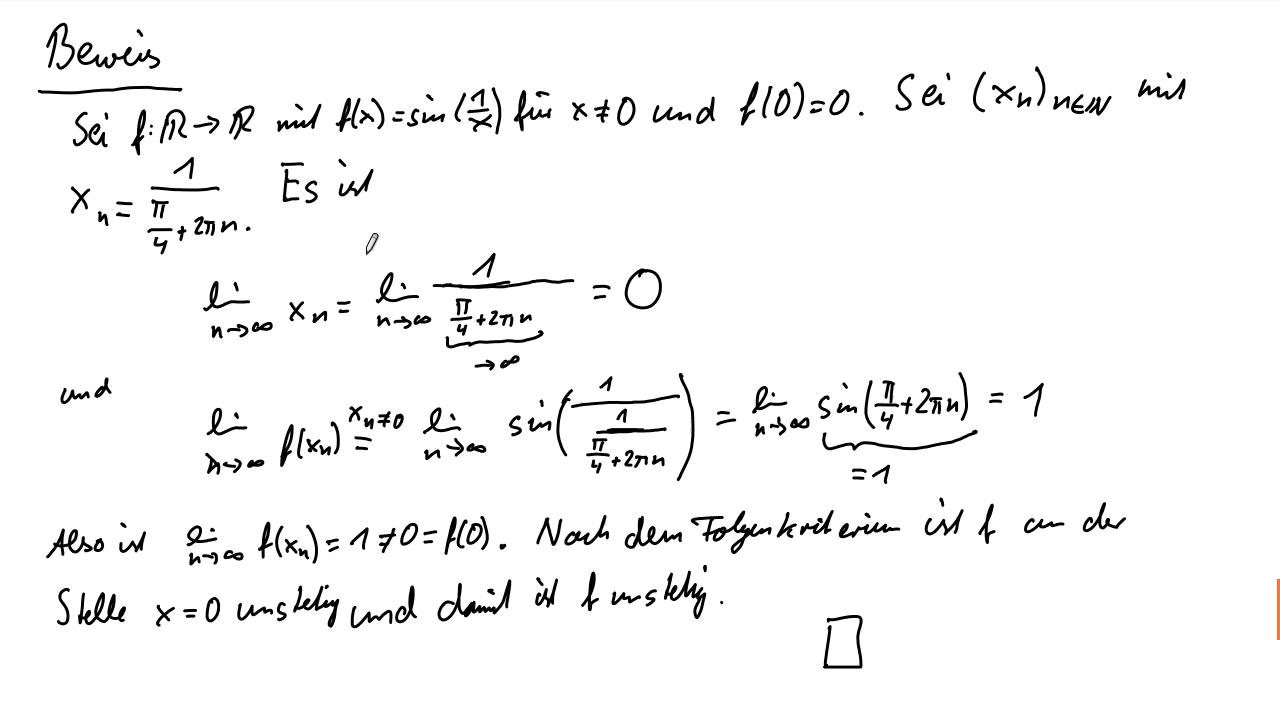 Beweis
Sei f: ℝ → ℝ mit f(x) = sin(1/x) für x ≠ 0 und f(0) = 0. Sei (xₙ)ₙ∈ℕ mit
xₙ = 1/(π/4 + 2πn). Es ist
lim_{n→∞} xₙ = lim_{n→∞} 1/(π/4 + 2πn) = 0
→∞
und
lim_{n→∞} f(xₙ) =^{xₙ≠0} lim_{n→∞} sin(1/(1/(π/4 + 2πn))) = lim_{n→∞} sin(π/4 + 2πn) = 1
=1
Also ist lim_{n→∞} f(xₙ) = 1 ≠ 0 = f(0). Nach dem Folgenkriterium ist f an der
Stelle x = 0 unstetig und damit ist f unstetig.